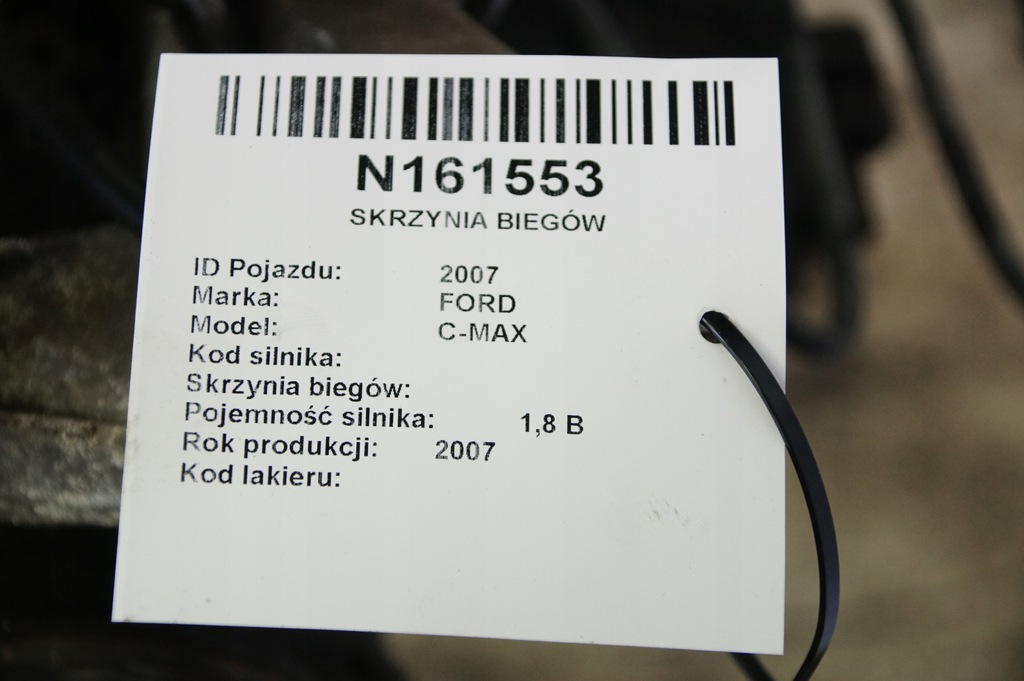 N161553
SKRZYNIA BIEGÓW
ID Pojazdu: 2007
Marka: FORD
Model: C-MAX
Kod silnika:
Skrzynia biegów:
Pojemność silnika: 1,8 B
Rok produkcji: 2007
Kod lakieru: